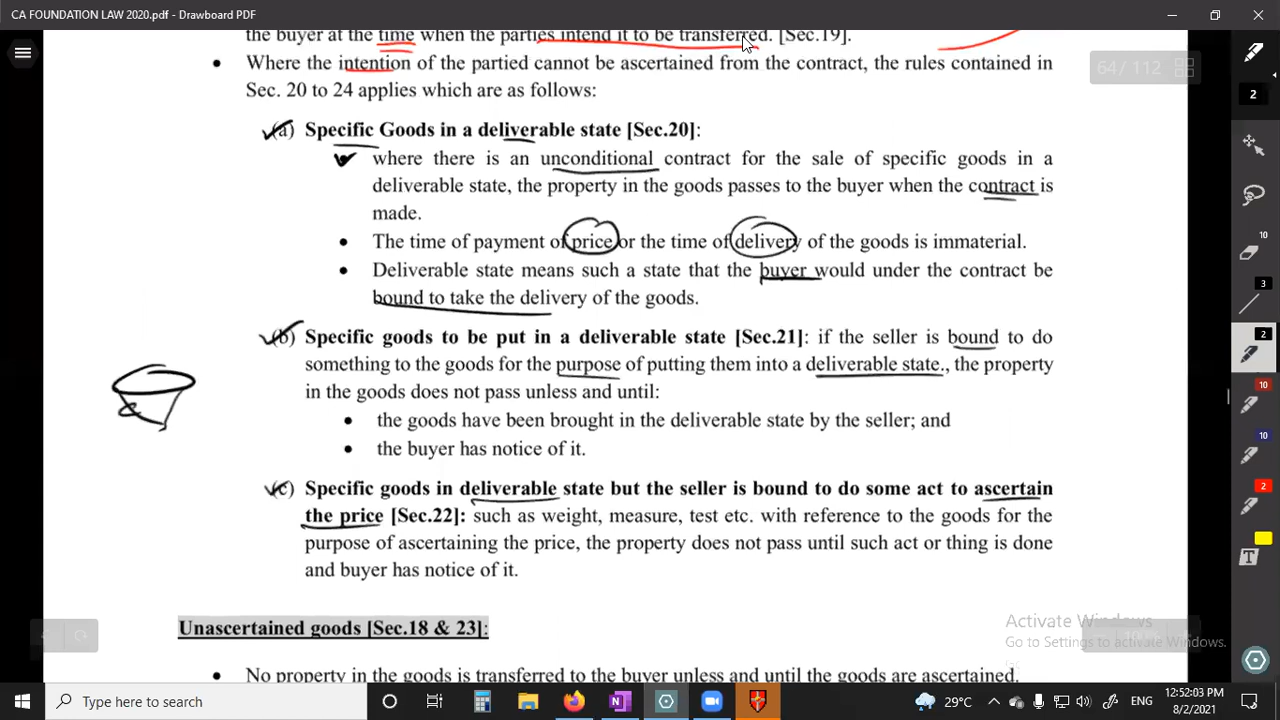 CA FOUNDATION LAW 2020.pdf - Drawboard PDF
the buyer at the time when the parties intend it to be transferred. [Sec.19].
64 / 112
• Where the intention of the partied cannot be ascertained from the contract, the rules contained in
Sec. 20 to 24 applies which are as follows:
2
(a) Specific Goods in a deliverable state [Sec.20]:
where there is an unconditional contract for the sale of specific goods in a
deliverable state, the property in the goods passes to the buyer when the contract is
made.
10
• The time of payment of price or the time of delivery of the goods is immaterial.
• Deliverable state means such a state that the buyer would under the contract be
3
bound to take the delivery of the goods.
(b) Specific goods to be put in a deliverable state [Sec.21]: if the seller is bound to do
2
something to the goods for the purpose of putting them into a deliverable state., the property
10
in the goods does not pass unless and until:
• the goods have been brought in the deliverable state by the seller; and
10
• the buyer has notice of it.
(c) Specific goods in deliverable state but the seller is bound to do some act to ascertain
2
the price [Sec.22]: such as weight, measure, test etc. with reference to the goods for the
purpose of ascertaining the price, the property does not pass until such act or thing is done
and buyer has notice of it.
Unascertained goods [Sec.18 & 23]:
Activate Windows
Go to Settings to activate Windows.
• No property in the goods is transferred to the buyer unless and until the goods are ascertained.
Type here to search
29°C
ENG
12:52:03 PM
8/2/2021